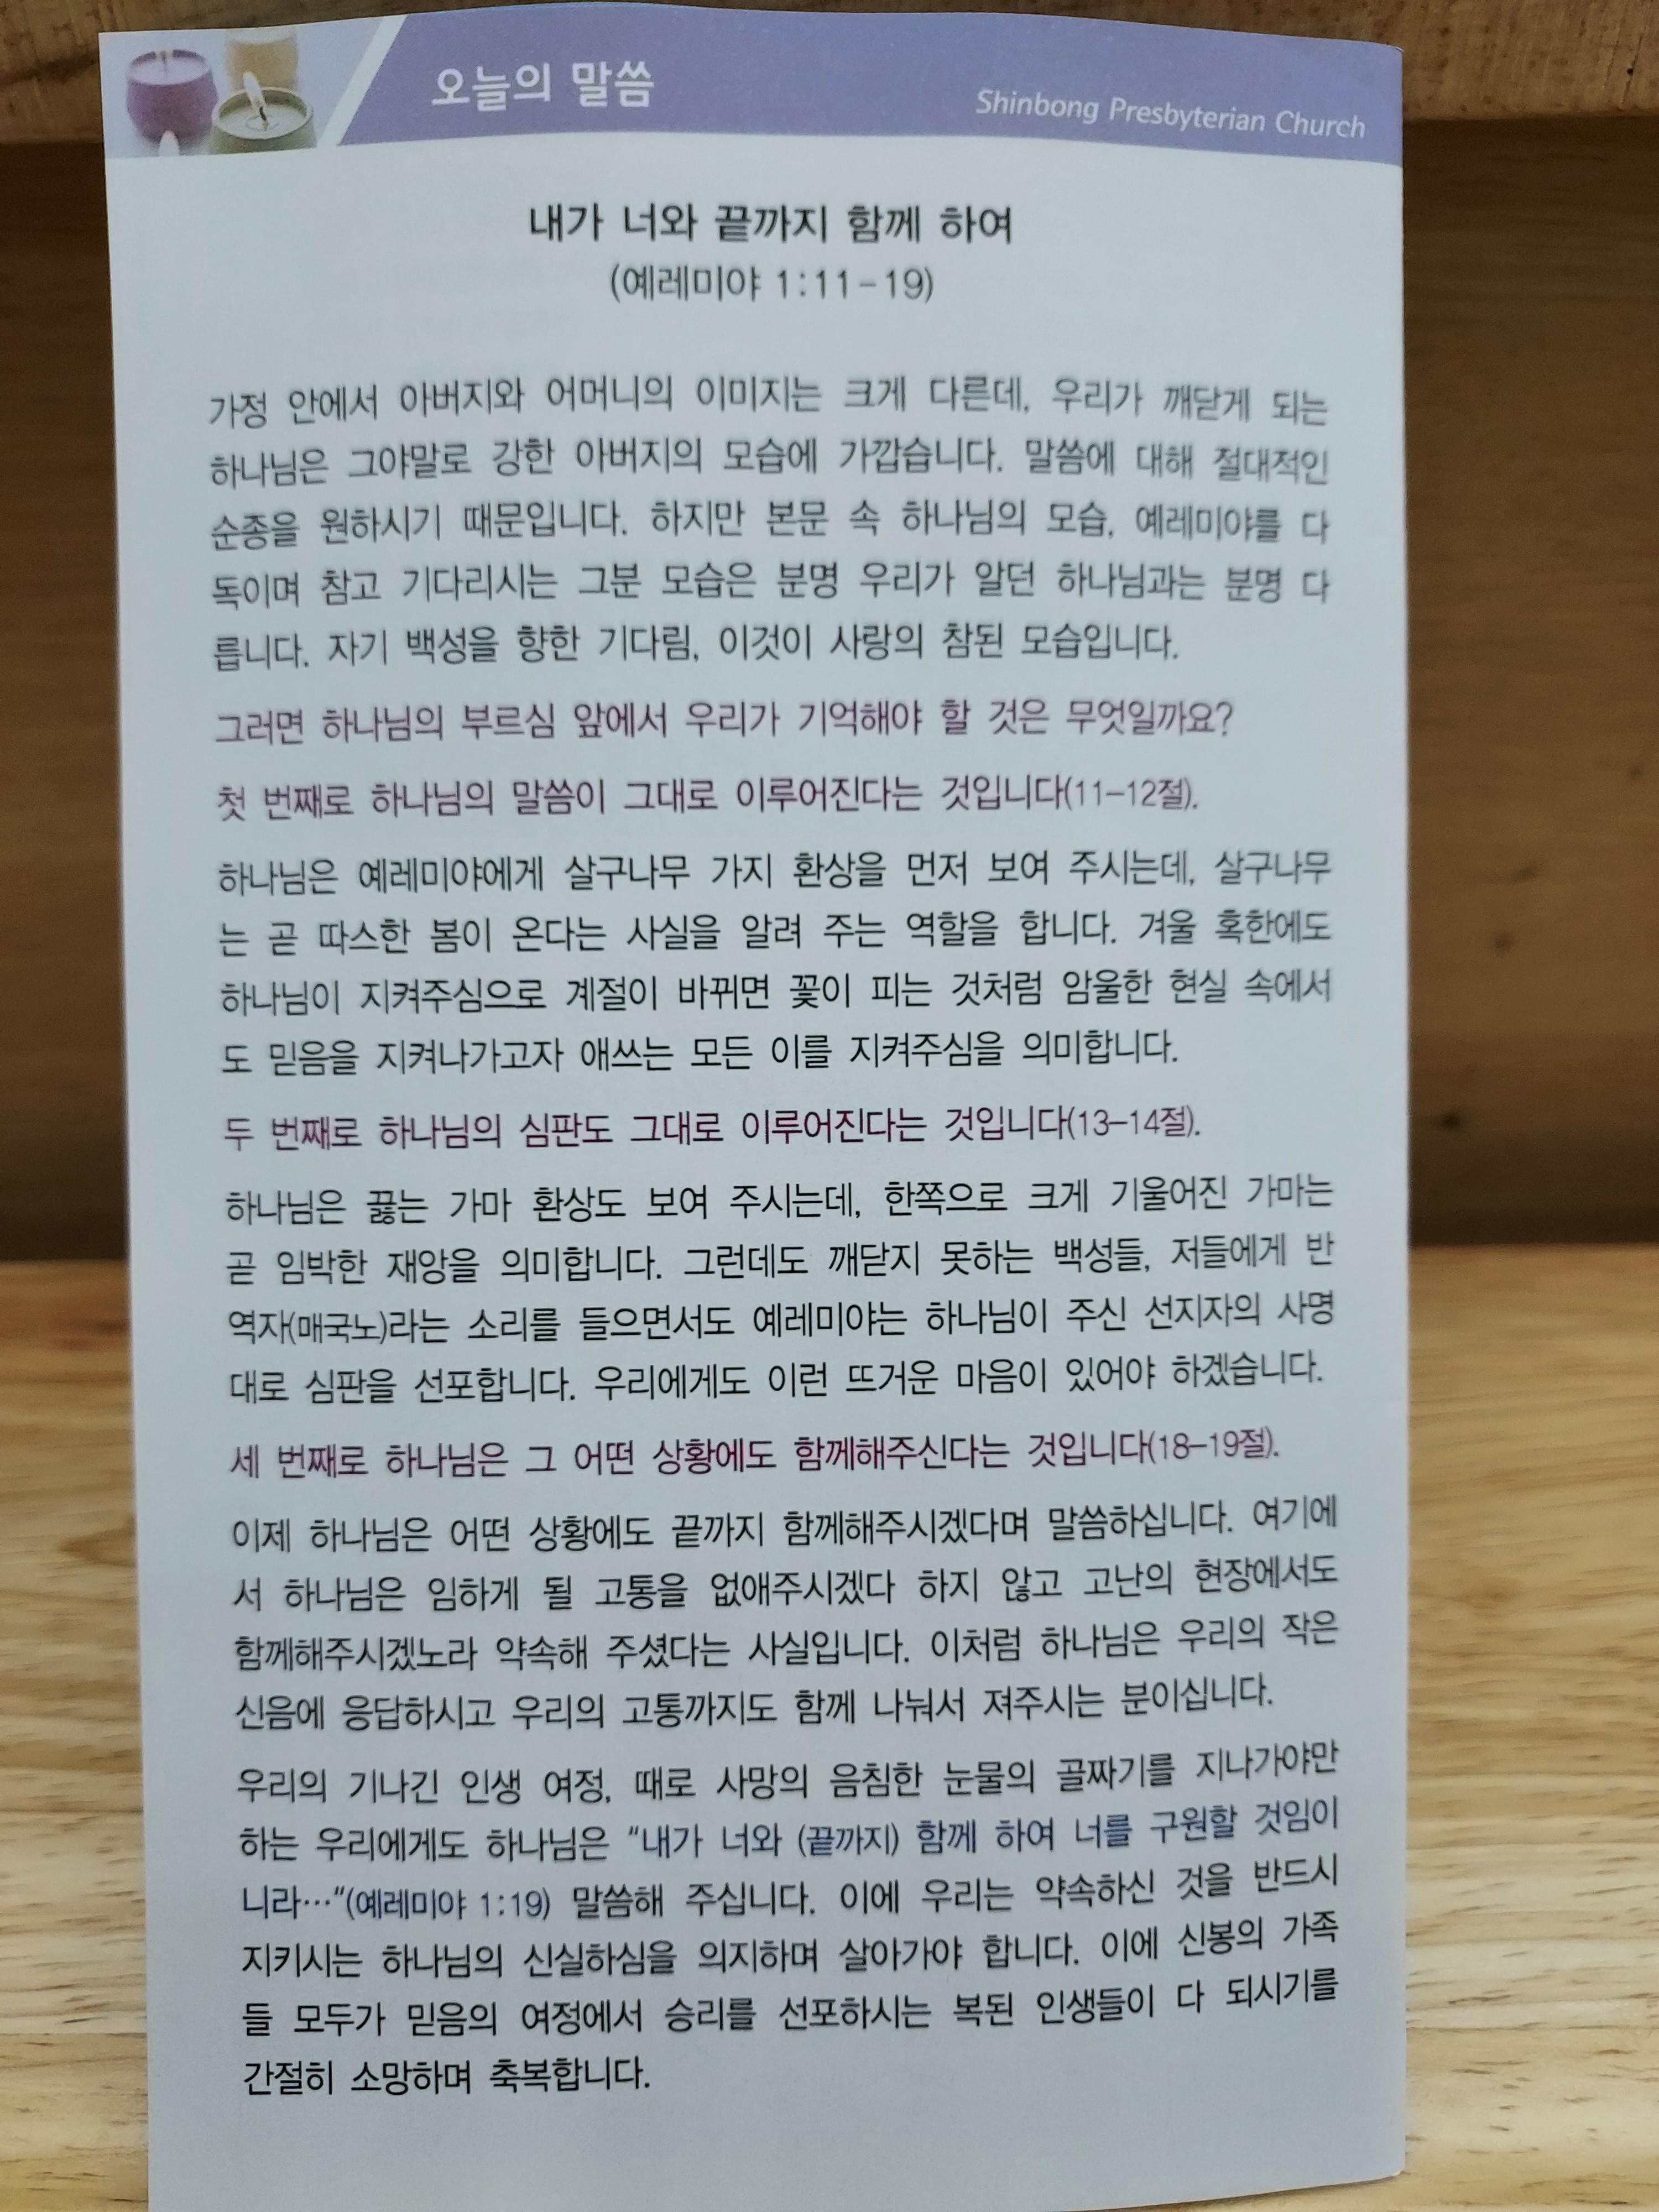 오늘의 말씀
Shinbong Presbyterian Church
내가 너와 끝까지 함께 하여
(예레미야 1:11-19)
가정 안에서 아버지와 어머니의 이미지는 크게 다른데, 우리가 깨닫게 되는
하나님은 그야말로 강한 아버지의 모습에 가깝습니다. 말씀에 대해 절대적인
순종을 원하시기 때문입니다. 하지만 본문 속 하나님의 모습, 예레미야를 다
독이며 참고 기다리시는 그분 모습은 분명 우리가 알던 하나님과는 분명 다
릅니다. 자기 백성을 향한 기다림, 이것이 사랑의 참된 모습입니다.
그러면 하나님의 부르심 앞에서 우리가 기억해야 할 것은 무엇일까요?
첫 번째로 하나님의 말씀이 그대로 이루어진다는 것입니다(11-12절).
하나님은 예레미야에게 살구나무 가지 환상을 먼저 보여 주시는데, 살구나무
는 곧 따스한 봄이 온다는 사실을 알려 주는 역할을 합니다. 겨울 혹한에도
하나님이 지켜주심으로 계절이 바뀌면 꽃이 피는 것처럼 암울한 현실 속에서
도 믿음을 지켜나가고자 애쓰는 모든 이를 지켜주심을 의미합니다.
두 번째로 하나님의 심판도 그대로 이루어진다는 것입니다(13-14절).
하나님은 끓는 가마 환상도 보여 주시는데, 한쪽으로 크게 기울어진 가마는
곧 임박한 재앙을 의미합니다. 그런데도 깨닫지 못하는 백성들, 저들에게 반
역자(매국노)라는 소리를 들으면서도 예레미야는 하나님이 주신 선지자의 사명
대로 심판을 선포합니다. 우리에게도 이런 뜨거운 마음이 있어야 하겠습니다.
세 번째로 하나님은 그 어떤 상황에도 함께해주신다는 것입니다(18-19절).
이제 하나님은 어떤 상황에도 끝까지 함께해주시겠다며 말씀하십니다. 여기에
서 하나님은 임하게 될 고통을 없애주시겠다 하지 않고 고난의 현장에서도
함께해주시겠노라 약속해 주셨다는 사실입니다. 이처럼 하나님은 우리의 작은
신음에 응답하시고 우리의 고통까지도 함께 나눠서 져주시는 분이십니다.
우리의 기나긴 인생 여정, 때로 사망의 음침한 눈물의 골짜기를 지나가야만
하는 우리에게도 하나님은 "내가 너와 (끝까지) 함께 하여 너를 구원할 것임이
니라…"(예레미야 1:19) 말씀해 주십니다. 이에 우리는 약속하신 것을 반드시
지키시는 하나님의 신실하심을 의지하며 살아가야 합니다. 이에 신봉의 가족
들 모두가 믿음의 여정에서 승리를 선포하시는 복된 인생들이 다 되시기를
간절히 소망하며 축복합니다.